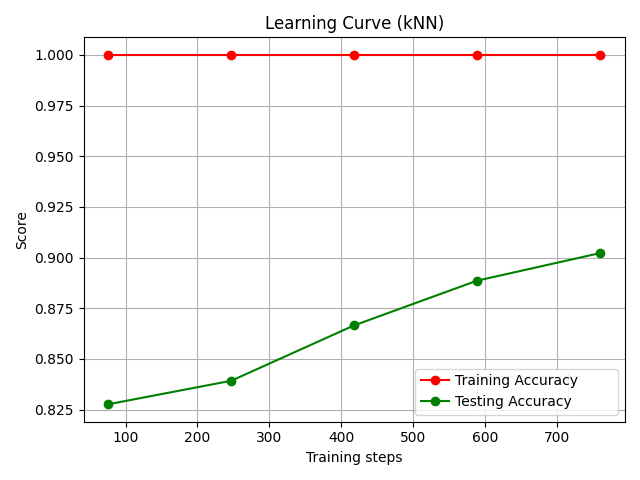 Learning Curve (kNN)
1.000
0.975
0.950
0.925
0.900
0.875
0.850
0.825
Score
100 200 300 400 500 600 700
Training steps
Training Accuracy
Testing Accuracy